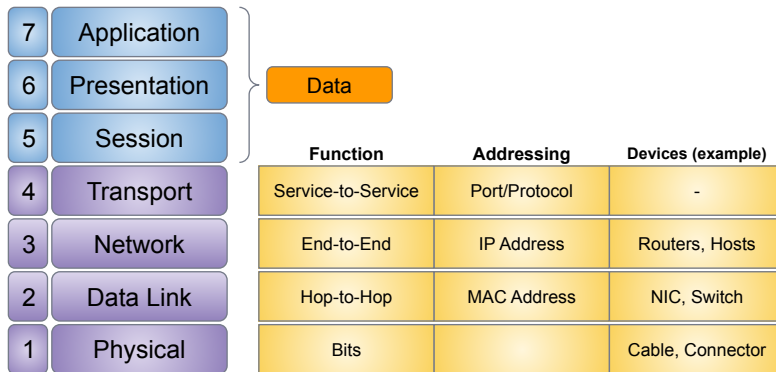 7 Application
6 Presentation
Data
5 Session
Function Addressing Devices (example)
4 Transport Service-to-Service Port/Protocol -
3 Network End-to-End IP Address Routers, Hosts
2 Data Link Hop-to-Hop MAC Address NIC, Switch
1 Physical Bits Cable, Connector